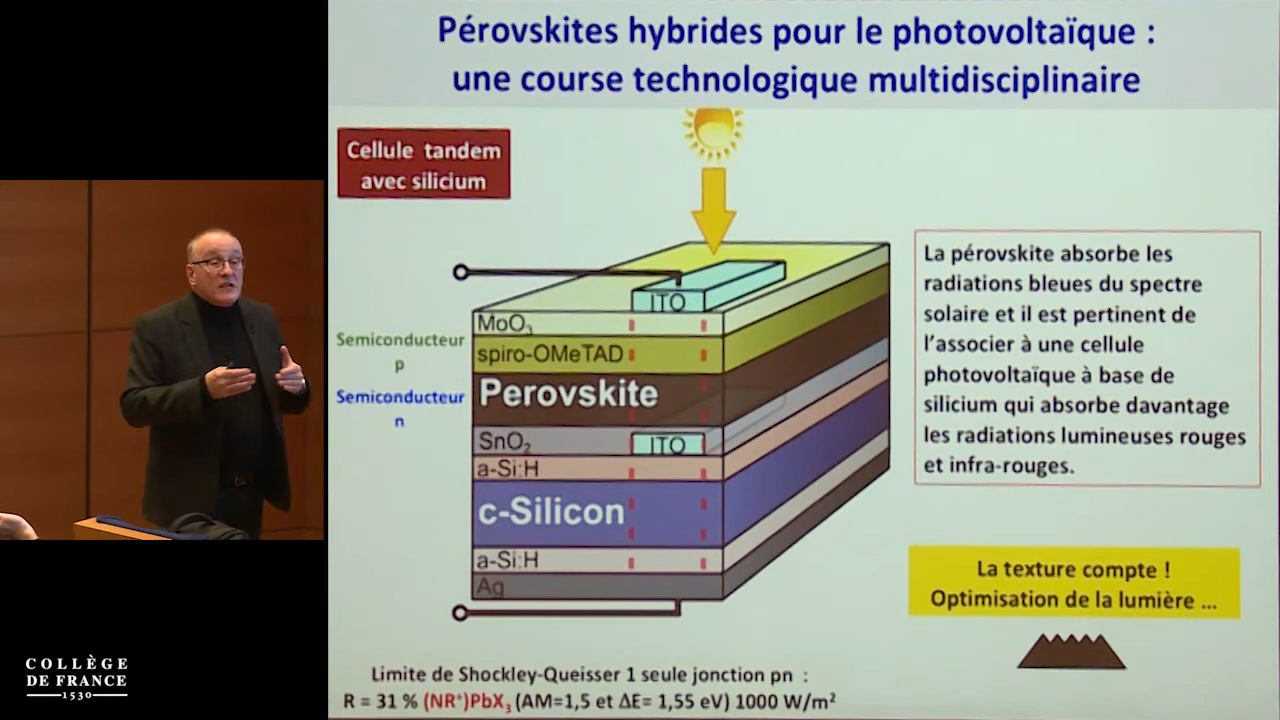 Pérovskites hybrides pour le photovoltaïque :
une course technologique multidisciplinaire
Cellule tandem
avec silicium
ITO
MoO₃
Semiconducteur
p
spiro-OMeTAD
Semiconducteur
n
Perovskite
SnO₂
ITO
a-Si:H
c-Silicon
a-Si:H
Ag
La pérovskite absorbe les
radiations bleues du spectre
solaire et il est pertinent de
l'associer à une cellule
photovoltaïque à base de
silicium qui absorbe davantage
les radiations lumineuses rouges
et infra-rouges.
La texture compte !
Optimisation de la lumière ...
Limite de Shockley-Queisser 1 seule jonction pn :
R = 31 % (NR⁺)PbX₃ (AM=1,5 et ΔE= 1,55 eV) 1000 W/m²
COLLÈGE
DE FRANCE
1530